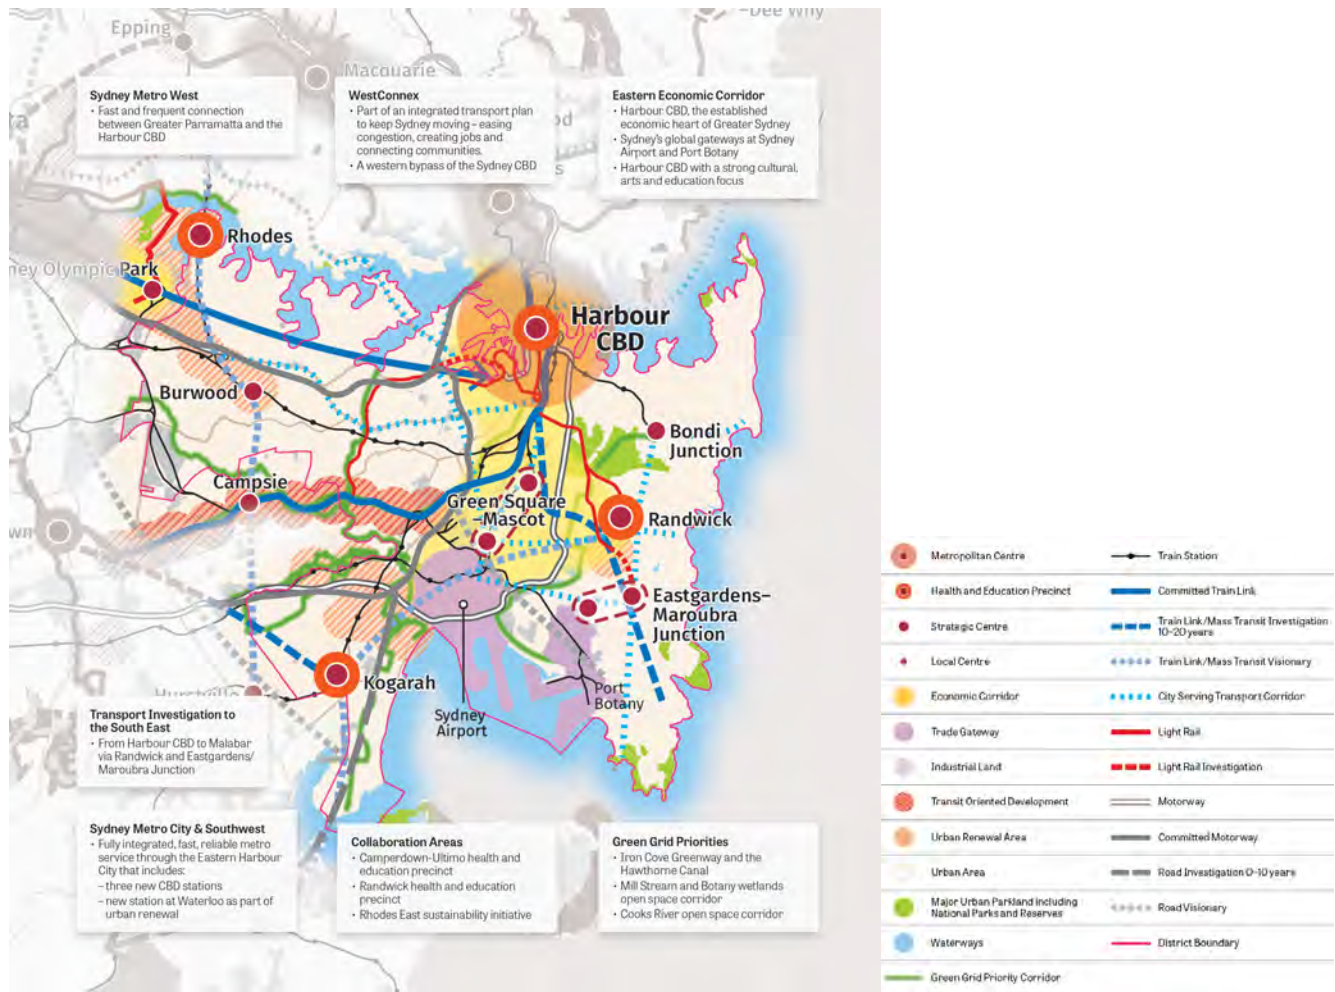 Epping
–Dee Why
Macquarie
Sydney Metro West
• Fast and frequent connection
between Greater Parramatta and the
Harbour CBD
WestConnex
• Part of an integrated transport plan
to keep Sydney moving – easing
congestion, creating jobs and
connecting communities.
• A western bypass of the Sydney CBD
Eastern Economic Corridor
• Harbour CBD, the established
economic heart of Greater Sydney
• Sydney's global gateways at Sydney
Airport and Port Botany
• Harbour CBD with a strong cultural,
arts and education focus
Rhodes
ney Olympic Park
Harbour
CBD
Burwood
Bondi
Junction
Campsie
Green Square
–Mascot
Randwick
wn
Eastgardens–
Maroubra
Junction
Kogarah
Port
Botany
Sydney
Airport
Hurstville
Transport Investigation to
the South East
• From Harbour CBD to Malabar
via Randwick and Eastgardens/
Maroubra Junction
Sydney Metro City & Southwest
• Fully integrated, fast, reliable metro
service through the Eastern Harbour
City that includes:
– three new CBD stations
– new station at Waterloo as part of
urban renewal
Collaboration Areas
• Camperdown-Ultimo health and
education precinct
• Randwick health and education
precinct
• Rhodes East sustainability initiative
Green Grid Priorities
• Iron Cove Greenway and the
Hawthorne Canal
• Mill Stream and Botany wetlands
open space corridor
• Cooks River open space corridor
Metropolitan Centre
Health and Education Precinct
Strategic Centre
Local Centre
Economic Corridor
Trade Gateway
Industrial Land
Transit Oriented Development
Urban Renewal Area
Urban Area
Major Urban Parkland including
National Parks and Reserves
Waterways
Green Grid Priority Corridor
Train Station
Committed Train Link
Train Link/Mass Transit Investigation
10–20 years
Train Link/Mass Transit Visionary
City Serving Transport Corridor
Light Rail
Light Rail Investigation
Motorway
Committed Motorway
Road Investigation 0–10 years
Road Visionary
District Boundary